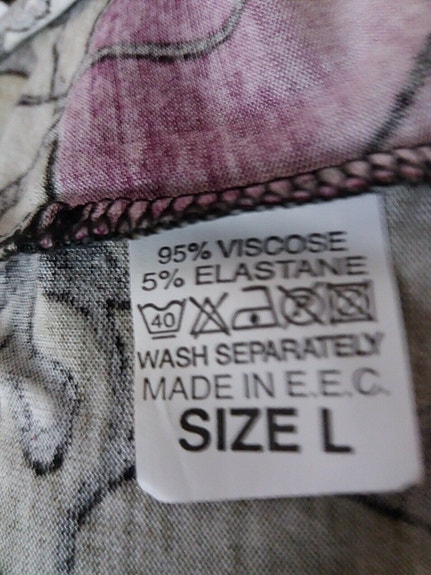 95% VISCOSE
5% ELASTANE
40
WASH SEPARATELY
MADE IN E.E.C.
SIZE L